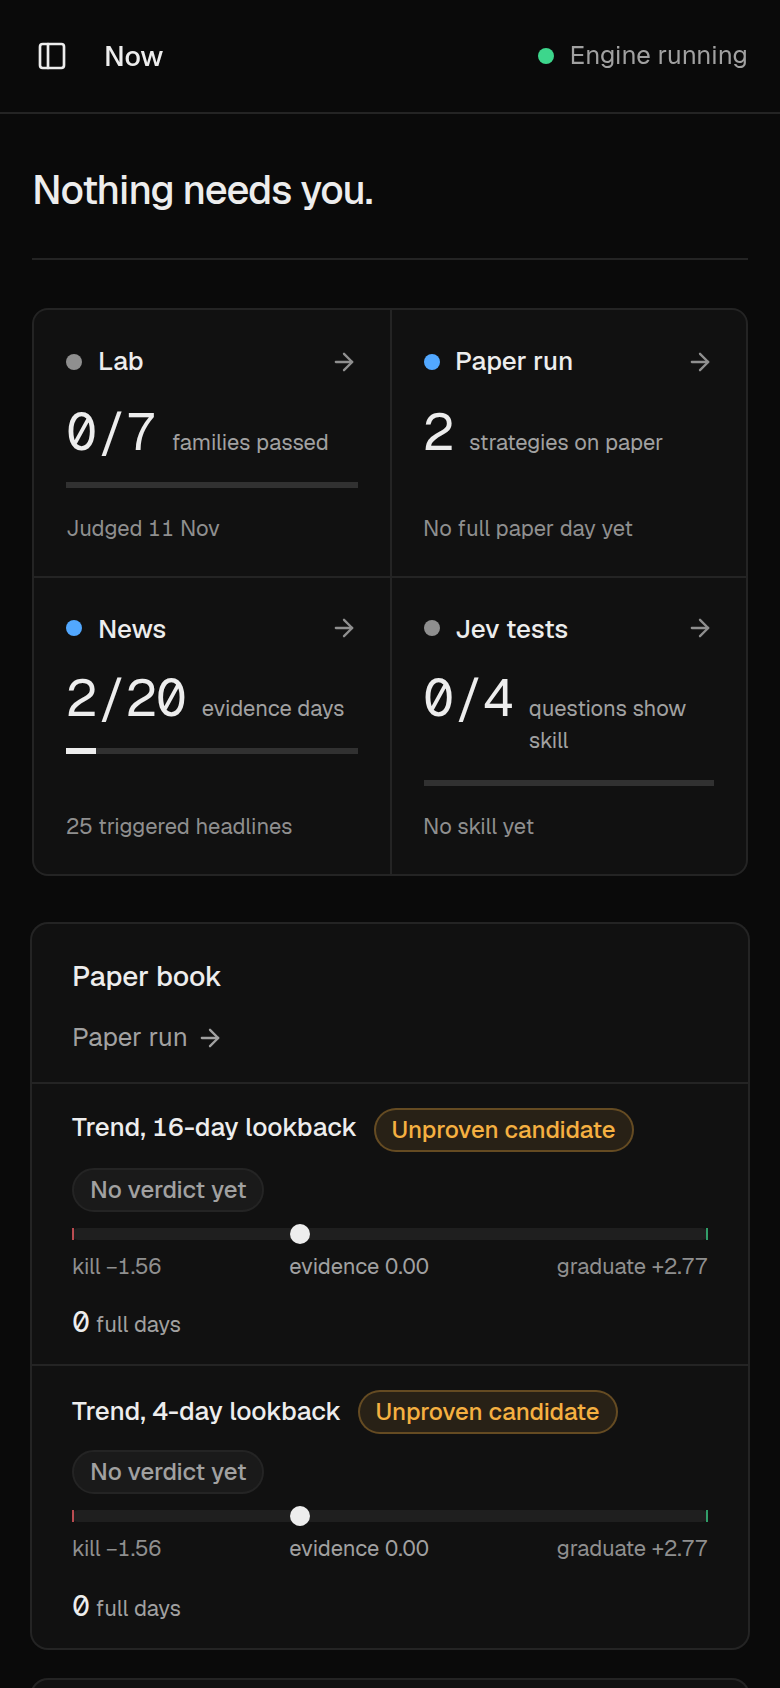 Now
Engine running
Nothing needs you.
Lab
0/7 families passed
Judged 11 Nov
Paper run
2 strategies on paper
No full paper day yet
News
2/20 evidence days
25 triggered headlines
Jev tests
0/4 questions show
skill
No skill yet
Paper book
Paper run
Trend, 16-day lookback Unproven candidate
No verdict yet
kill −1.56 evidence 0.00 graduate +2.77
0 full days
Trend, 4-day lookback Unproven candidate
No verdict yet
kill −1.56 evidence 0.00 graduate +2.77
0 full days